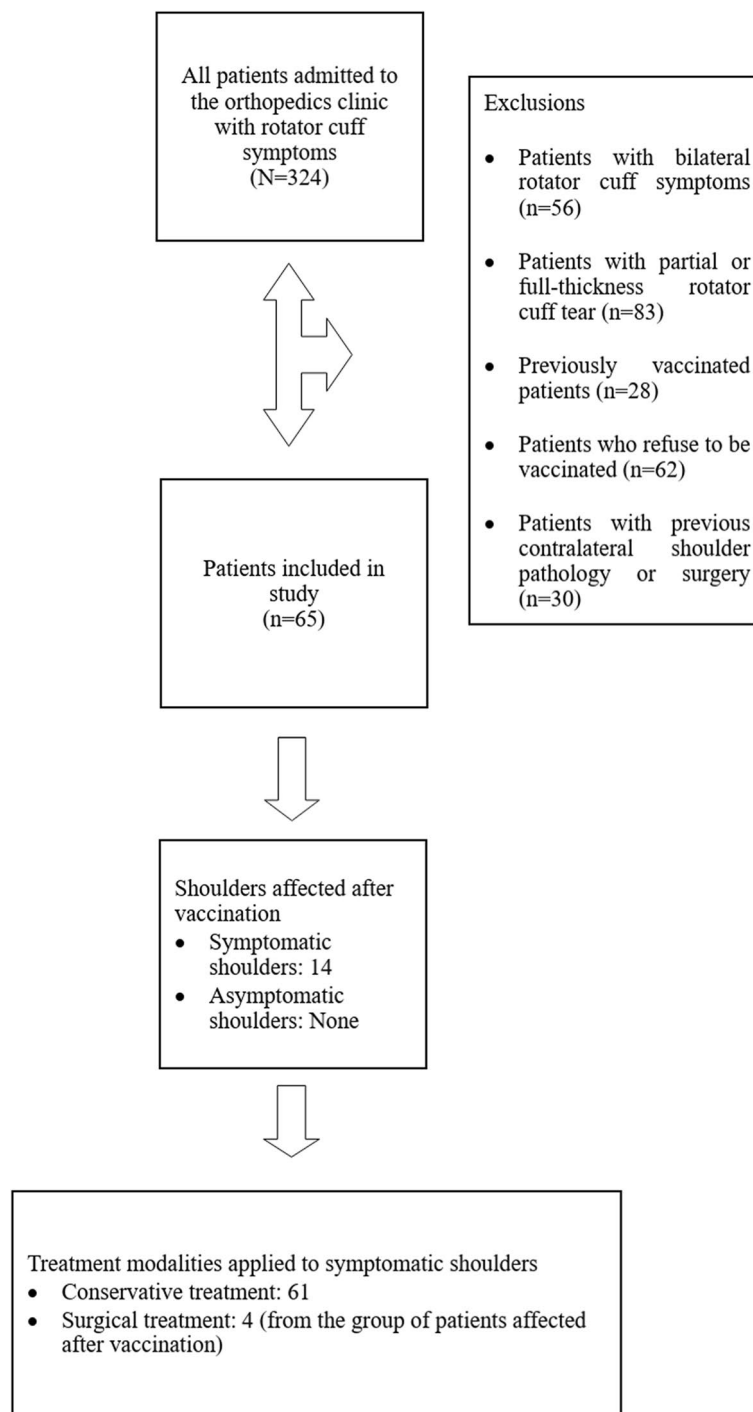 All patients admitted to
the orthopedics clinic
with rotator cuff
symptoms
(N=324)
Exclusions
• Patients with bilateral
rotator cuff symptoms
(n=56)
• Patients with partial or
full-thickness rotator
cuff tear (n=83)
• Previously vaccinated
patients (n=28)
• Patients who refuse to be
vaccinated (n=62)
• Patients with previous
contralateral shoulder
pathology or surgery
(n=30)
Patients included in
study
(n=65)
Shoulders affected after
vaccination
• Symptomatic
shoulders: 14
• Asymptomatic
shoulders: None
Treatment modalities applied to symptomatic shoulders
• Conservative treatment: 61
• Surgical treatment: 4 (from the group of patients affected
after vaccination)